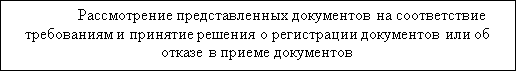 Рассмотрение представленных документов на соответствие
требованиям и принятие решения о регистрации документов или об
отказе в приеме документов